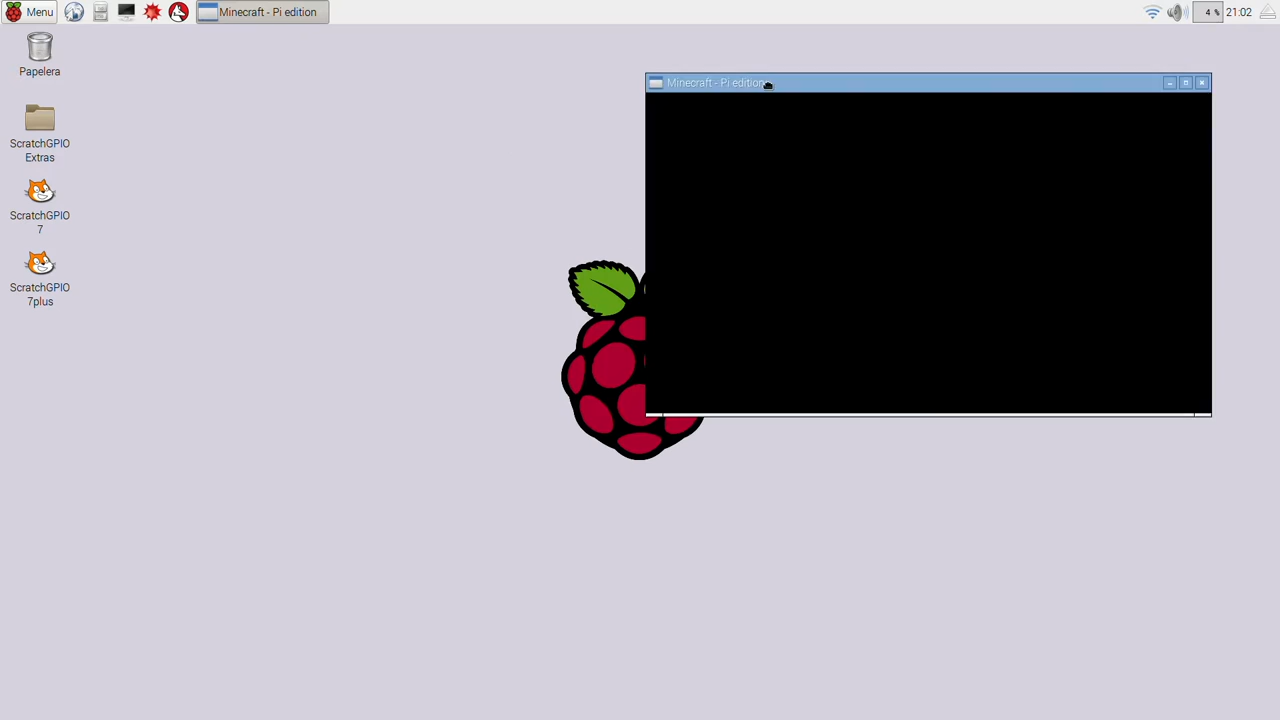 Menu
Minecraft - Pi edition
4 %
21:02
Papelera
ScratchGPIO
Extras
ScratchGPIO
7
ScratchGPIO
7plus
Minecraft - Pi edition